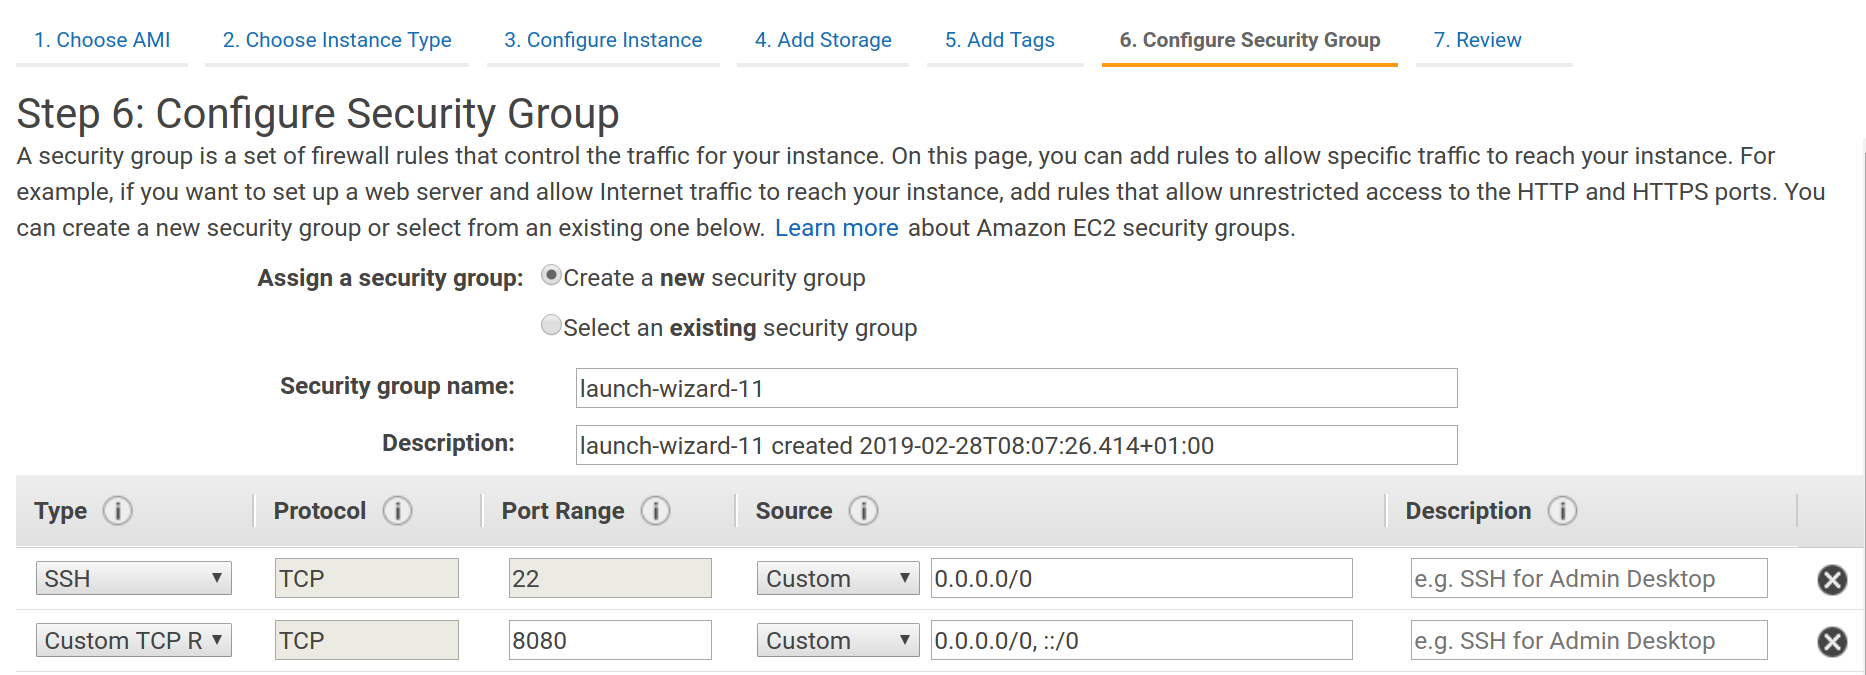 1. Choose AMI 2. Choose Instance Type 3. Configure Instance 4. Add Storage 5. Add Tags 6. Configure Security Group 7. Review
Step 6: Configure Security Group
A security group is a set of firewall rules that control the traffic for your instance. On this page, you can add rules to allow specific traffic to reach your instance. For
example, if you want to set up a web server and allow Internet traffic to reach your instance, add rules that allow unrestricted access to the HTTP and HTTPS ports. You
can create a new security group or select from an existing one below. Learn more about Amazon EC2 security groups.
Assign a security group: Create a new security group
Select an existing security group
Security group name: launch-wizard-11
Description: launch-wizard-11 created 2019-02-28T08:07:26.414+01:00
Type i Protocol i Port Range i Source i Description i
SSH TCP 22 Custom 0.0.0.0/0 e.g. SSH for Admin Desktop
Custom TCP R TCP 8080 Custom 0.0.0.0/0, ::/0 e.g. SSH for Admin Desktop